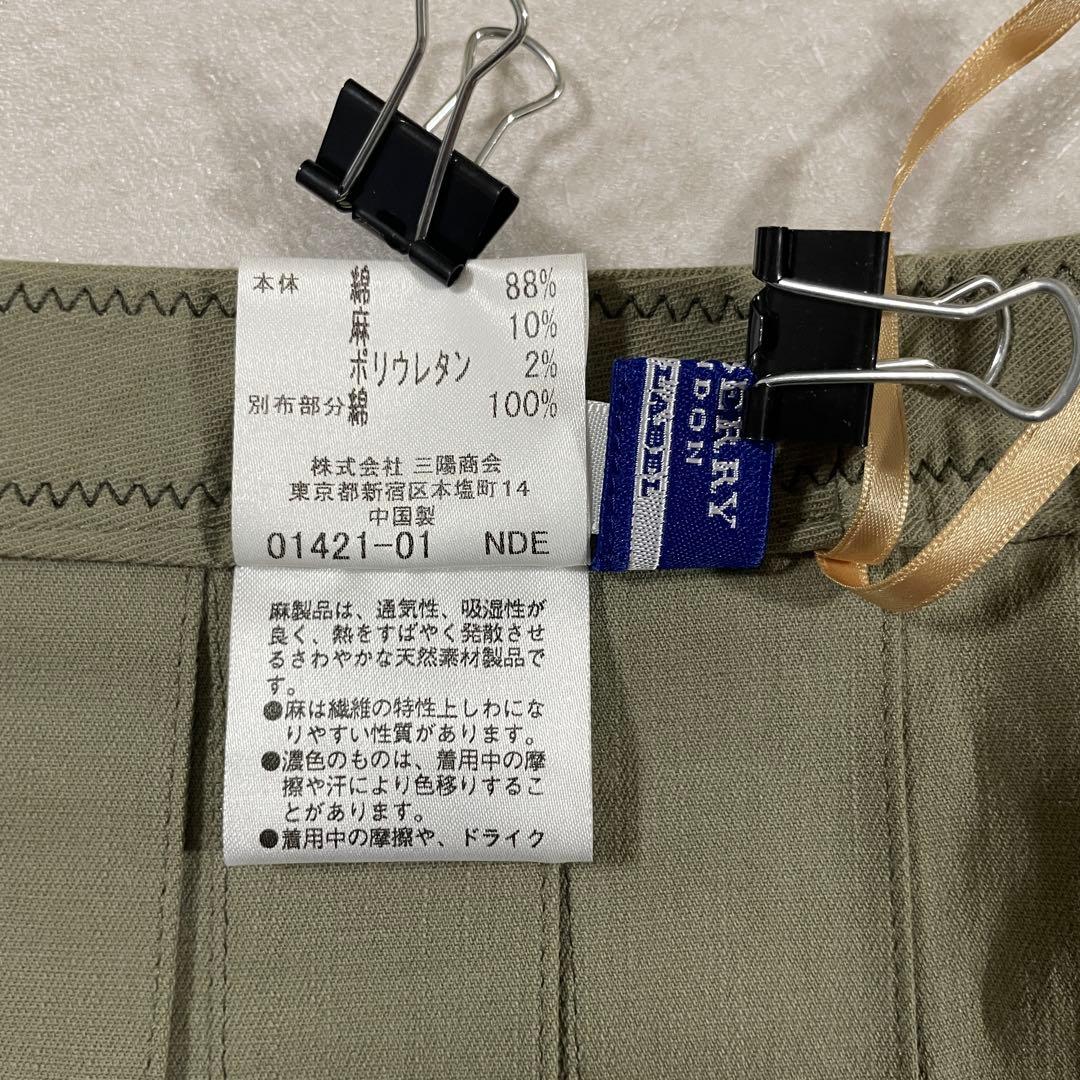 本体 綿 88%
麻 10%
ポリウレタン 2%
別布部分 綿 100%
株式会社 三陽商会
東京都新宿区本塩町14
中国製
01421-01 NDE
麻製品は、通気性、吸湿性が
良く、熱をすばやく発散させ
るさわやかな天然素材製品で
す。
●麻は繊維の特性上しわにな
りやすい性質があります。
●濃色のものは、着用中の摩
擦や汗により色移りするこ
とがあります。
●着用中の摩擦や、ドライク